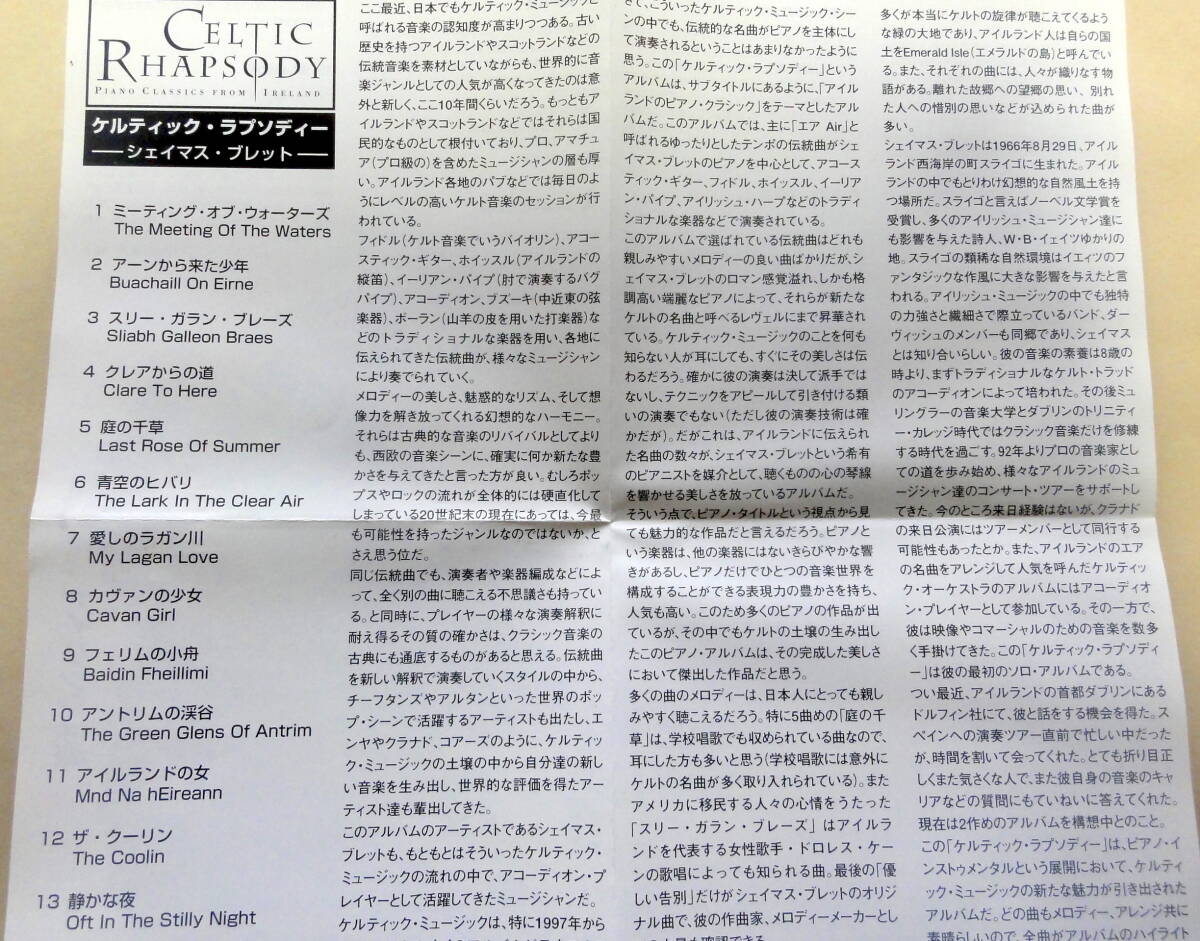 CELTIC
RHAPSODY
PIANO CLASSICS FROM IRELAND
ケルティック・ラプソディー
―シェイマス・ブレット―
1 ミーティング・オブ・ウォーターズ
The Meeting Of The Waters
2 アーンから来た少年
Buachaill On Eirne
3 スリー・ガラン・ブレーズ
Sliabh Galleon Braes
4 クレアからの道
Clare To Here
5 庭の千草
Last Rose Of Summer
6 青空のヒバリ
The Lark In The Clear Air
7 愛しのラガン川
My Lagan Love
8 カヴァンの少女
Cavan Girl
9 フェリムの小舟
Baidin Fheillimi
10 アントリムの渓谷
The Green Glens Of Antrim
11 アイルランドの女
Mnd Na hEireann
12 ザ・クーリン
The Coolin
13 静かな夜
Oft In The Stilly Night
ここ最近、日本でもケルティック・ミュージックと
呼ばれる音楽の認知度が高まりつつある。古い
歴史を持つアイルランドやスコットランドなどの
伝統音楽を素材としていながらも、世界的に音
楽ジャンルとしての人気が高くなってきたのは意
外と新しく、ここ10年間くらいだろう。もっともア
イルランドやスコットランドなどではそれらは国
民的なものとして根付いており、プロ、アマチュ
ア(プロ級の)を含めたミュージシャンの層も厚
い。アイルランド各地のパブなどでは毎日のよ
うにレベルの高いケルト音楽のセッションが行
われている。
フィドル(ケルト音楽でいうバイオリン)、アコー
スティック・ギター、ホイッスル(アイルランドの
縦笛)、イーリアン・パイプ(肘で演奏するバグ
パイプ)、アコーディオン、ブズーキ(中近東の弦
楽器)、ボーラン(山羊の皮を用いた打楽器)な
どのトラディショナルな楽器を用い、各地に
伝えられてきた伝統曲が、様々なミュージシャン
により奏でられていく。
メロディーの美しさ、魅惑的なリズム、そして想
像力を解き放ってくれる幻想的なハーモニー。
それらは古典的な音楽のリバイバルとしてより
も、西欧の音楽シーンに、確実に何か新たな豊
かさを与えてきたと言った方が良い。むしろポッ
プスやロックの流れが全体的には硬直化して
しまっている20世紀末の現在にあっては、今最
も可能性を持ったジャンルなのではないか、と
さえ思う位だ。
同じ伝統曲でも、演奏者や楽器編成などによ
って、全く別の曲に聴こえる不思議さも持ってい
る。と同時に、プレイヤーの様々な演奏解釈に
耐え得るその質の確かさは、クラシック音楽の
古典にも通底するものがあると思える。伝統曲
を新しい解釈で演奏していくスタイルの中から、
チーフタンズやアルタンといった世界のポッ
プ・シーンで活躍するアーティストも出たし、エ
ンヤやクラナド、コアーズのように、ケルティッ
ク・ミュージックの土壌の中から自分達の新し
い音楽を生み出し、世界的な評価を得たアー
ティスト達も輩出してきた。
このアルバムのアーティストであるシェイマス・
ブレットも、もともとはそういったケルティック・
ミュージックの流れの中で、アコーディオン・プ
レイヤーとして活躍してきたミュージシャンだ。
ケルティック・ミュージックは、特に1997年から
さて、こういったケルティック・ミュージック・シー
ンの中でも、伝統的な名曲がピアノを主体にし
て演奏されるということはあまりなかったように
思う。この「ケルティック・ラプソディー」という
アルバムは、サブタイトルにあるように、「アイル
ランドのピアノ・クラシック」をテーマとしたアル
バムだ。このアルバムでは、主に「エア Air」と
呼ばれるゆったりとしたテンポの伝統曲がシェ
イマス・ブレットのピアノを中心として、アコース
ティック・ギター、フィドル、ホイッスル、イーリア
ン・パイプ、アイリッシュ・ハープなどのトラディ
ショナルな楽器などで演奏されている。
このアルバムで選ばれている伝統曲はどれも
親しみやすいメロディーの良い曲ばかりだが、シ
ェイマス・ブレットのロマン感覚溢れ、しかも格
調高い端麗なピアノによって、それらが新たな
ケルトの名曲と呼べるレヴェルにまで昇華され
ている。ケルティック・ミュージックのことを何も
知らない人が耳にしても、すぐにその美しさは伝
わるだろう。確かに彼の演奏は決して派手では
ないし、テクニックをアピールして引き付ける類
いの演奏でもない(ただし彼の演奏技術は確
かだが)。だがこれは、アイルランドに伝えられ
た名曲の数々が、シェイマス・ブレットという希有
のピアニストを媒介として、聴くものの心の琴線
を響かせる美しさを放っているアルバムだ。
そういう点で、ピアノ・タイトルという視点から見
ても魅力的な作品だと言えるだろう。ピアノと
いう楽器は、他の楽器にはないきらびやかな響
きがあるし、ピアノだけでひとつの音楽世界を
構成することができる表現力の豊かさを持ち、
人気も高い。このため多くのピアノの作品が出
ているが、その中でもケルトの土壌の生み出し
たこのピアノ・アルバムは、その完成した美しさ
において傑出した作品だと思う。
多くの曲のメロディーは、日本人にとっても親し
みやすく聴こえるだろう。特に5曲めの「庭の千
草」は、学校唱歌でも収められている曲なので、
耳にした方も多いと思う(学校唱歌には意外に
ケルトの名曲が多く取り入れられている)。また
アメリカに移民する人々の心情をうたった
「スリー・ガラン・ブレーズ」はアイルラ
ンドを代表する女性歌手・ドロレス・ケー
ンの歌唱によっても知られる曲。最後の「優
しい告別」だけがシェイマス・ブレットのオリジ
ナル曲で、彼の作曲家、メロディーメーカーとし
ての力量も確認できる。
多くが本当にケルトの旋律が聴こえてくるよう
な緑の大地であり、アイルランド人は自らの国
土をEmerald Isle(エメラルドの島)と呼んでい
る。また、それぞれの曲には、人々が織りなす物
語がある。離れた故郷への望郷の思い、別れ
た人への惜別の思いなどが込められた曲が
多い。
シェイマス・ブレットは1966年8月29日、アイル
ランド西海岸の町スライゴに生まれた。アイル
ランドの中でもとりわけ幻想的な自然風土を持
つ場所だ。スライゴと言えばノーベル文学賞を
受賞し、多くのアイリッシュ・ミュージシャン達に
も影響を与えた詩人、W・B・イェイツゆかりの
地。スライゴの類稀な自然環境はイエィツのフ
ァンタジックな作風に大きな影響を与えたと言
われる。アイリッシュ・ミュージックの中でも独特
の力強さと繊細さで際立っているバンド、ダー
ヴィッシュのメンバーも同郷であり、シェイマス
とは知り合いらしい。彼の音楽の素養は8歳の
時より、まずトラディショナルなケルト・トラッド
のアコーディオンによって培われた。その後ミュ
リングラーの音楽大学とダブリンのトリニティ
ー・カレッジ時代ではクラシック音楽だけを修練
する時代を過ごす。92年よりプロの音楽家とし
ての道を歩み始め、様々なアイルランドのミュ
ージシャン達のコンサート・ツアーをサポートし
てきた。今のところ来日経験はないが、クラナド
の来日公演にはツアーメンバーとして同行する
可能性もあったとか。また、アイルランドのエア
の名曲をアレンジして人気を呼んだケルティッ
ク・オーケストラのアルバムにはアコーディオ
ン・プレイヤーとして参加している。その一方で、
彼は映像やコマーシャルのための音楽を数多
く手掛けてきた。この「ケルティック・ラプソディ
ー」は彼の最初のソロ・アルバムである。
つい最近、アイルランドの首都ダブリンにある
ドルフィン社にて、彼と話をする機会を得た。ス
ペインへの演奏ツアー直前で忙しい中だった
が、時間を割いて会ってくれた。とても折り目正
しくまた気さくな人で、また彼自身の音楽のキャ
リアなどの質問にもていねいに答えてくれた。
現在は2作めのアルバムを構想中とのこと。
この「ケルティック・ラプソディー」は、ピアノ・イ
ンストゥメンタルという展開において、ケルティ
ック・ミュージックの新たな魅力が引き出された
アルバムだ。どの曲もメロディー、アレンジ共に
素晴らしいので、全曲がアルバムのハイライト